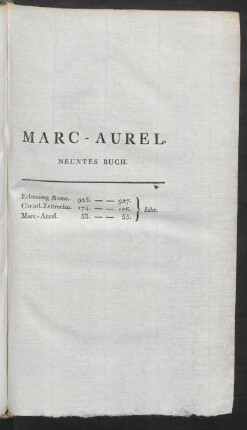 MARC-AUREL.
NEUNTES BUCH.
Erbauung Roms. 925. — — 927.
Christl. Zeitrechn. 174. — — 176. } Jahr.
Marc-Aurel. 53. — — 55.